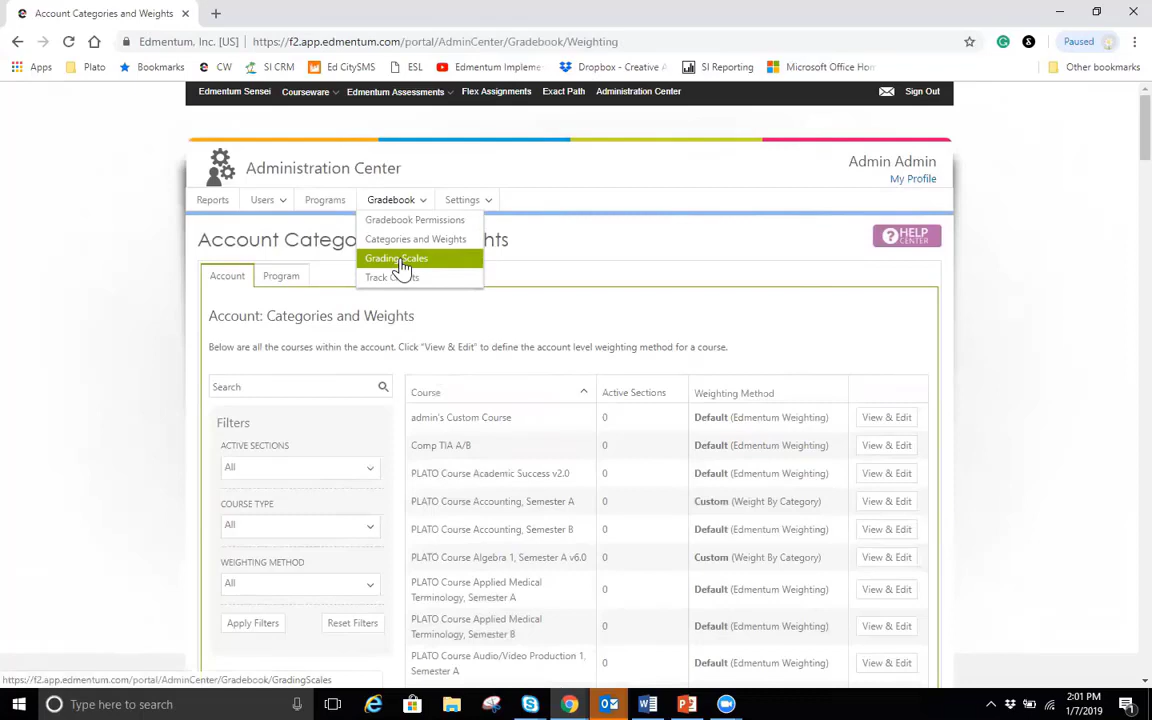 Account Categories and Weights
Edmentum, Inc. [US] https://f2.app.edmentum.com/portal/AdminCenter/Gradebook/Weighting
Paused
Apps Plato Bookmarks CW SI CRM Ed CitySMS ESL Edmentum Impleme Dropbox - Creative A SI Reporting Microsoft Office Hom Other bookmarks
Edmentum Sensei Courseware Edmentum Assessments Flex Assignments Exact Path Administration Center Sign Out
Administration Center
Admin Admin
My Profile
Reports Users Programs Gradebook Settings
Gradebook Permissions
Categories and Weights
Grading Scales
HELP
CENTER
Account Program
Account: Categories and Weights
Below are all the courses within the account. Click "View & Edit" to define the account level weighting method for a course.
Search
Filters
ACTIVE SECTIONS
All
COURSE TYPE
All
WEIGHTING METHOD
All
Apply Filters Reset Filters
Course Active Sections Weighting Method
admin's Custom Course 0 Default (Edmentum Weighting) View & Edit
Comp TIA A/B 0 Default (Edmentum Weighting) View & Edit
PLATO Course Academic Success v2.0 0 Default (Edmentum Weighting) View & Edit
PLATO Course Accounting, Semester A 0 Custom (Weight By Category) View & Edit
PLATO Course Accounting, Semester B 0 Default (Edmentum Weighting) View & Edit
PLATO Course Algebra 1, Semester A v6.0 0 Custom (Weight By Category) View & Edit
PLATO Course Applied Medical
Terminology, Semester A 0 Default (Edmentum Weighting) View & Edit
PLATO Course Applied Medical
Terminology, Semester B 0 Default (Edmentum Weighting) View & Edit
PLATO Course Audio/Video Production 1,
Semester A 0 Default (Edmentum Weighting) View & Edit
https://f2.app.edmentum.com/portal/AdminCenter/Gradebook/GradingScales
Type here to search
2:01 PM
1/7/2019